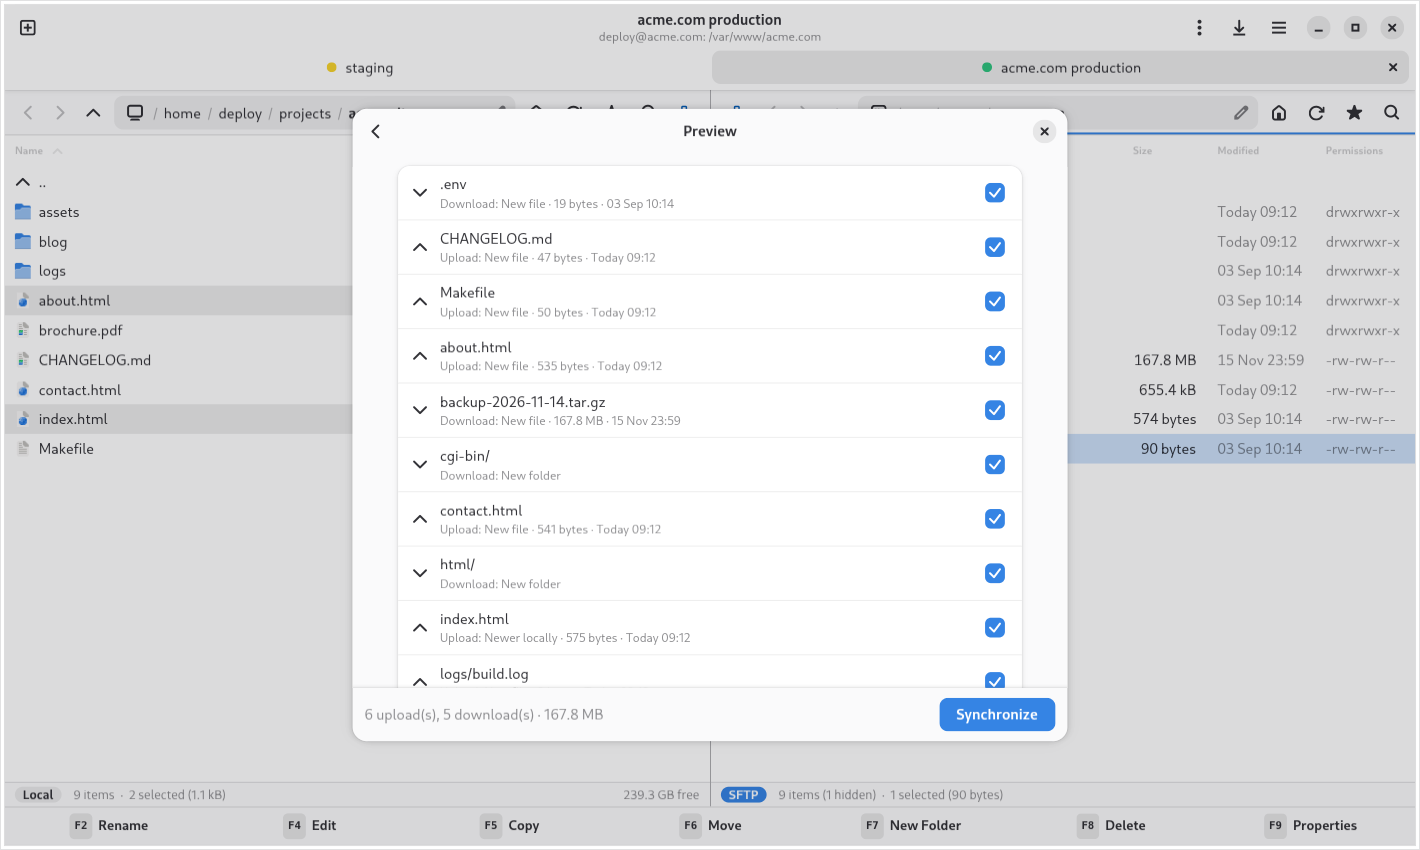 acme.com production
deploy@acme.com: /var/www/acme.com
staging
acme.com production
/ home / deploy / projects /
Name
..
assets
blog
logs
about.html
brochure.pdf
CHANGELOG.md
contact.html
index.html
Makefile
Preview
.env
Download: New file · 19 bytes · 03 Sep 10:14
CHANGELOG.md
Upload: New file · 47 bytes · Today 09:12
Makefile
Upload: New file · 50 bytes · Today 09:12
about.html
Upload: New file · 535 bytes · Today 09:12
backup-2026-11-14.tar.gz
Download: New file · 167.8 MB · 15 Nov 23:59
cgi-bin/
Download: New folder
contact.html
Upload: New file · 541 bytes · Today 09:12
html/
Download: New folder
index.html
Upload: Newer locally · 575 bytes · Today 09:12
logs/build.log
6 upload(s), 5 download(s) · 167.8 MB
Synchronize
Size Modified Permissions
Today 09:12 drwxrwxr-x
Today 09:12 drwxrwxr-x
03 Sep 10:14 drwxrwxr-x
03 Sep 10:14 drwxrwxr-x
Today 09:12 drwxrwxr-x
167.8 MB 15 Nov 23:59 -rw-rw-r--
655.4 kB Today 09:12 -rw-rw-r--
574 bytes 03 Sep 10:14 -rw-rw-r--
90 bytes 03 Sep 10:14 -rw-rw-r--
Local 9 items · 2 selected (1.1 kB) 239.3 GB free
SFTP 9 items (1 hidden) · 1 selected (90 bytes)
F2 Rename F4 Edit F5 Copy F6 Move F7 New Folder F8 Delete F9 Properties